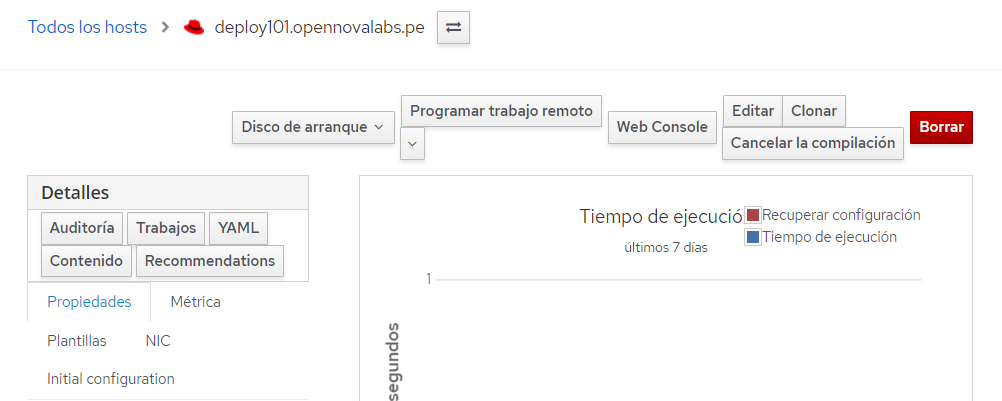 Todos los hosts > deploy101.opennovalabs.pe
Disco de arranque
Programar trabajo remoto
Web Console
Editar
Clonar
Cancelar la compilación
Borrar
Detalles
Auditoría
Trabajos
YAML
Contenido
Recommendations
Propiedades
Métrica
Plantillas
NIC
Initial configuration
Tiempo de ejecució
últimos 7 días
Recuperar configuración
Tiempo de ejecución
1
segundos